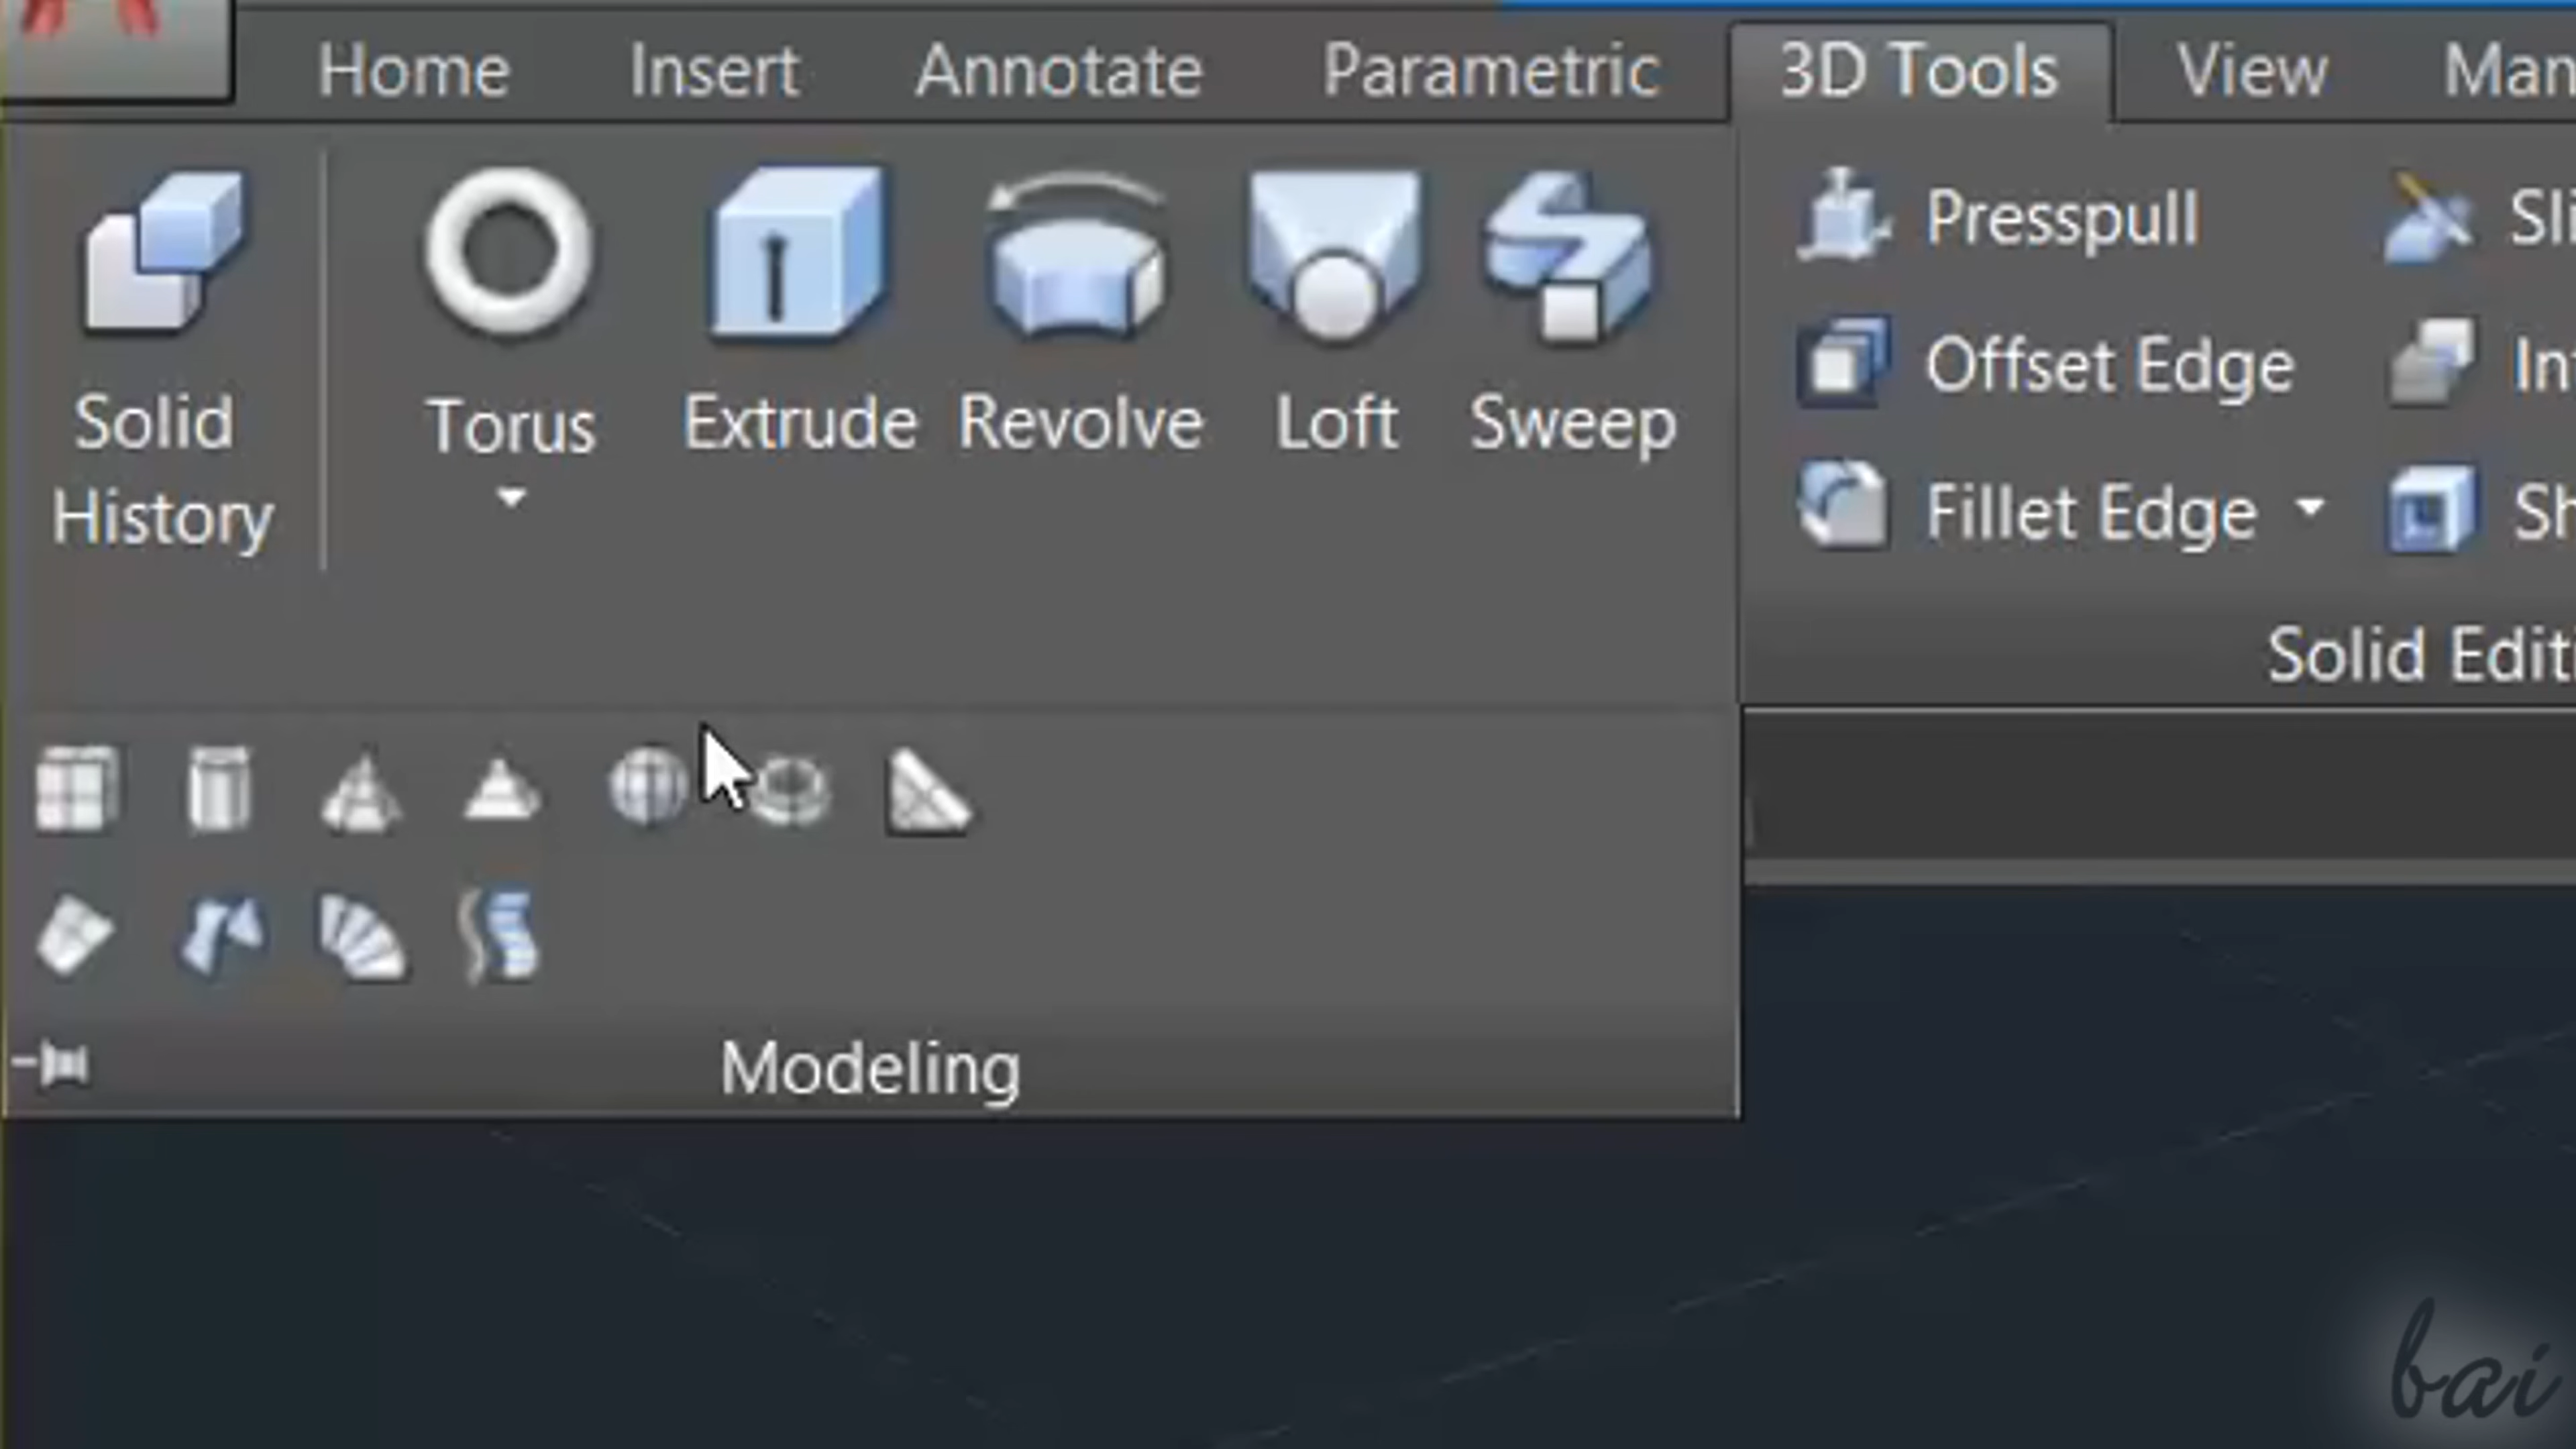 Home Insert Annotate Parametric 3D Tools View
Solid History
Torus
Extrude
Revolve
Loft
Sweep
Presspull
Offset Edge
Fillet Edge
Solid
Modeling
bai